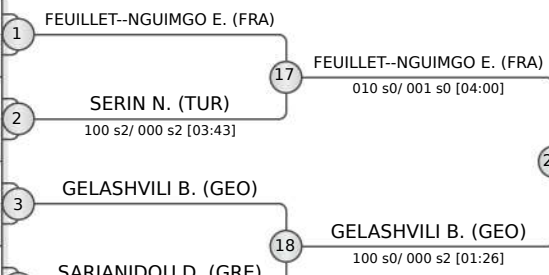 FEUILLET--NGUIMGO E. (FRA)
1
17
FEUILLET--NGUIMGO E. (FRA)
010 s0/ 001 s0 [04:00]
SERIN N. (TUR)
2
100 s2/ 000 s2 [03:43]
GELASHVILI B. (GEO)
3
18
GELASHVILI B. (GEO)
100 s0/ 000 s2 [01:26]
SARIANIDOU D. (GRE)